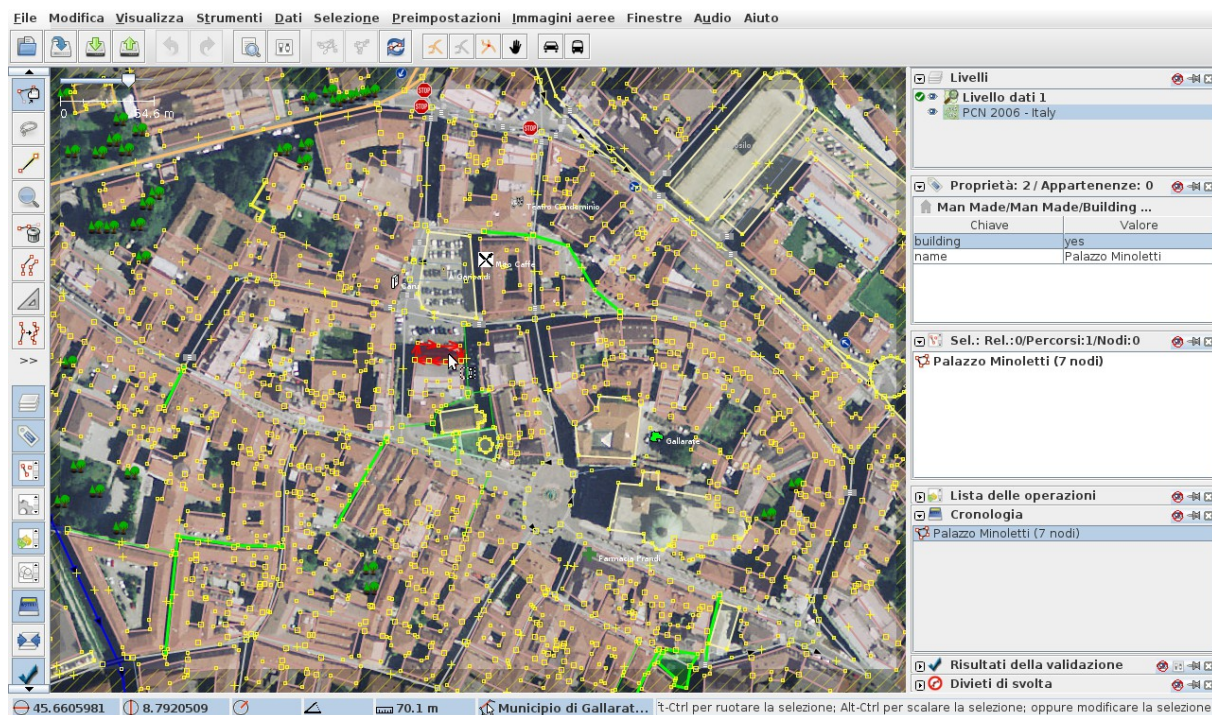 File Modifica Visualizza Strumenti Dati Selezione Preimpostazioni Immagini aeree Finestre Audio Aiuto
0 54.6 m
STOP
STOP
STOP
Teatro Condominio
Gallarate
Farmacia Prandi
>>
Livelli
Livello dati 1
PCN 2006 - Italy
Proprietà: 2 / Appartenenze: 0
Man Made/Man Made/Building ...
Chiave Valore
building yes
name Palazzo Minoletti
Sel.: Rel.:0/Percorsi:1/Nodi:0
Palazzo Minoletti (7 nodi)
Lista delle operazioni
Cronologia
Palazzo Minoletti (7 nodi)
Risultati della validazione
Divieti di svolta
45.6605981 8.7920509 70.1 m Municipio di Gallarat... 't-Ctrl per ruotare la selezione; Alt-Ctrl per scalare la selezione; oppure modificare la selezione